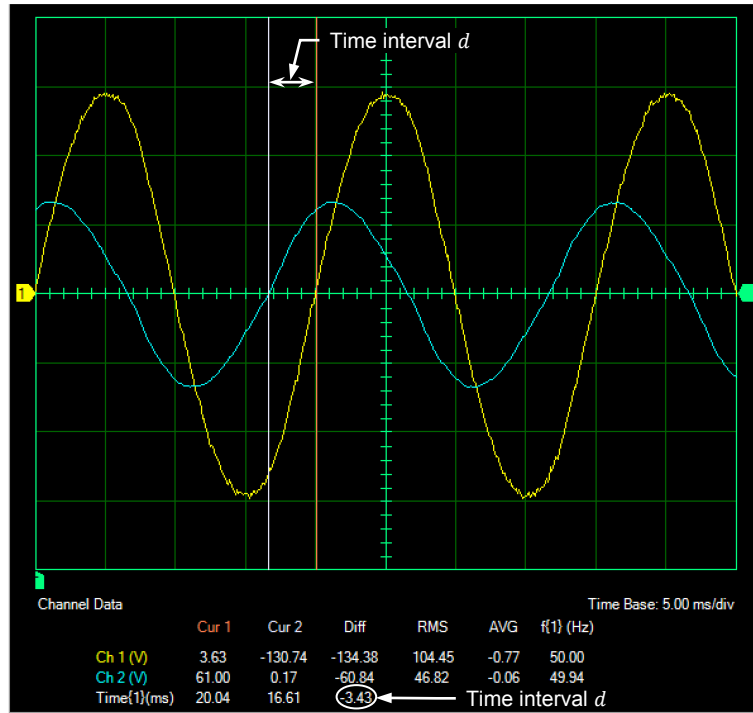 Time interval d
1
Channel Data Time Base: 5.00 ms/div
Cur 1 Cur 2 Diff RMS AVG f{1} (Hz)
Ch 1 (V) 3.63 -130.74 -134.38 104.45 -0.77 50.00
Ch 2 (V) 61.00 0.17 -60.84 46.82 -0.06 49.94
Time{1}(ms) 20.04 16.61 -3.43 Time interval d